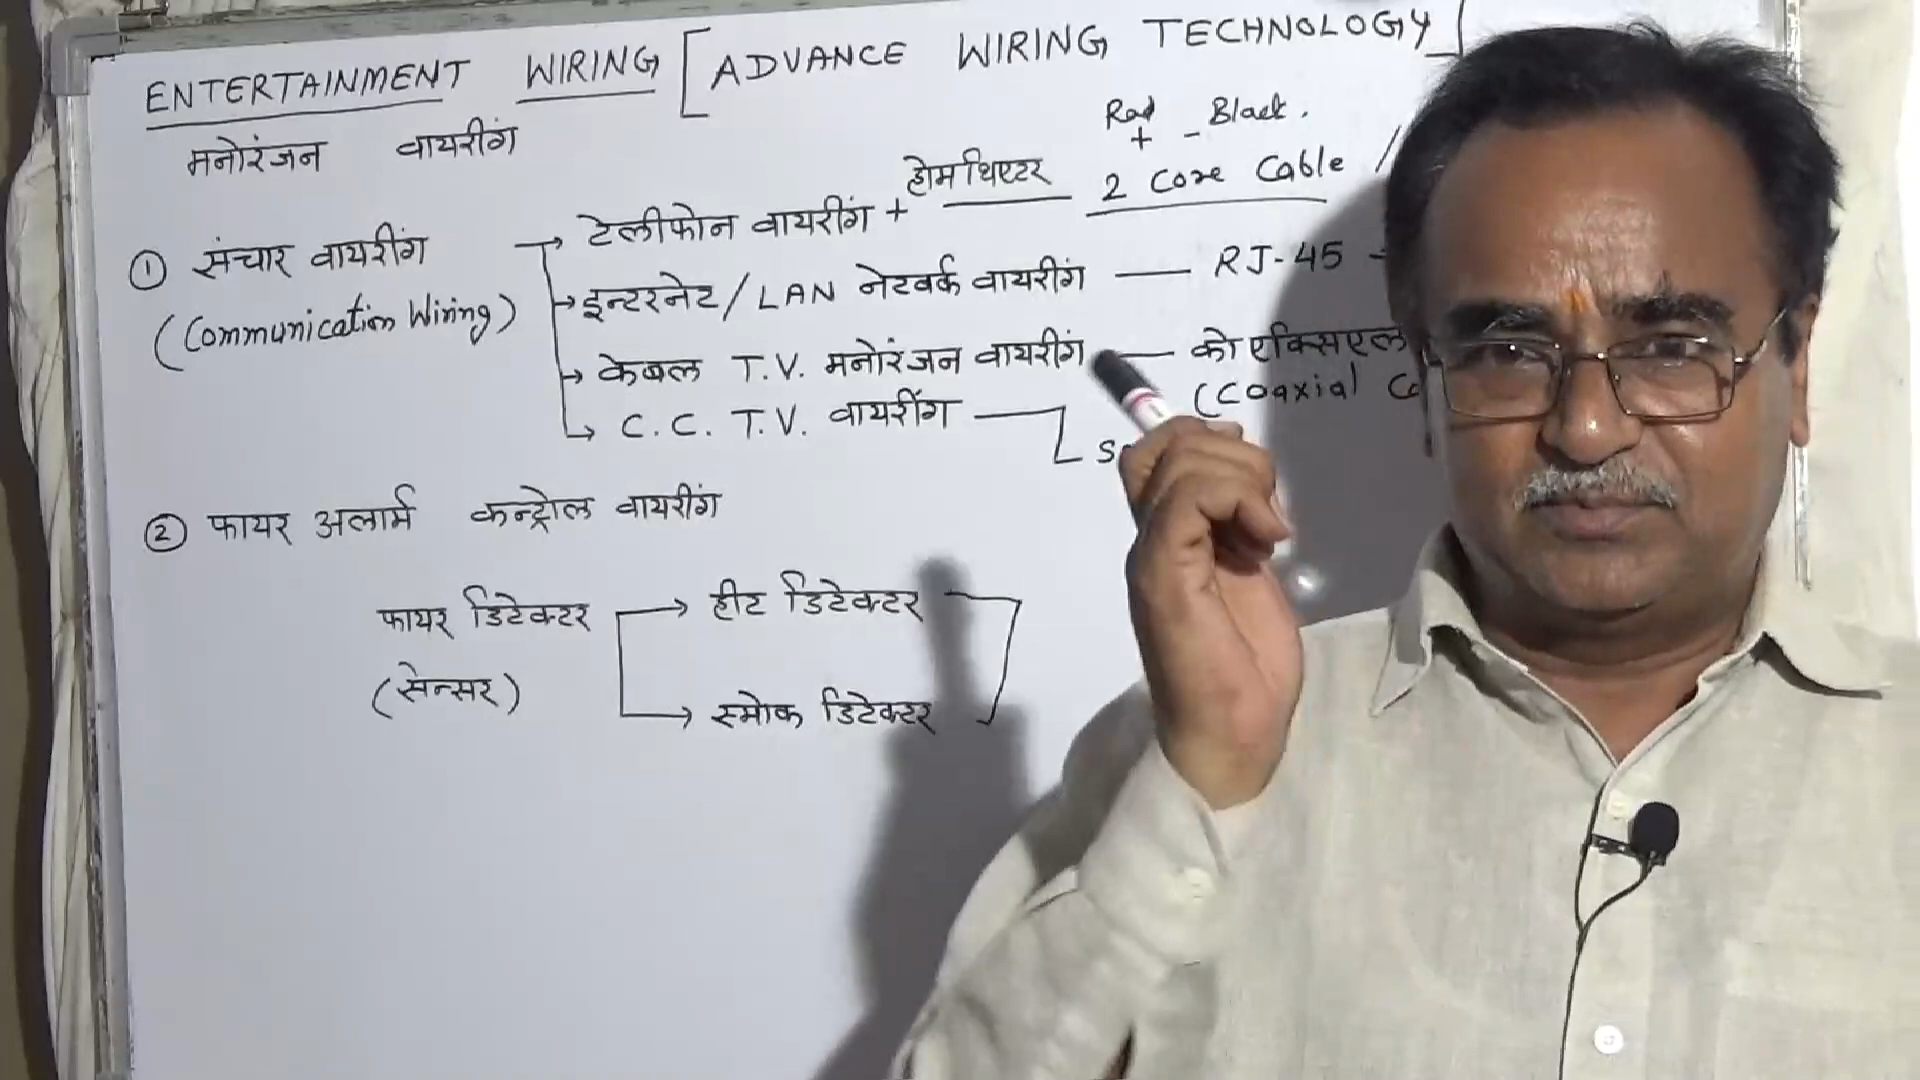 ENTERTAINMENT WIRING [ADVANCE WIRING TECHNOLOGY]
मनोरंजन वायरींग
Red Black.
+ -
होमथिएटर 2 Core Cable /
① संचार वायरींग → टेलीफोन वायरींग +
(Communication Wiring)
→ इन्टरनेट/LAN नेटवर्क वायरींग — RJ-45 -
→ केबल T.V. मनोरंजन वायरींग — कोएक्सिएल
(Coaxial
→ C.C. T.V. वायरींग
② फायर अलार्म कन्ट्रोल वायरींग
फायर डिटेक्टर → हीट डिटेक्टर
(सेन्सर) → स्मोक डिटेक्टर